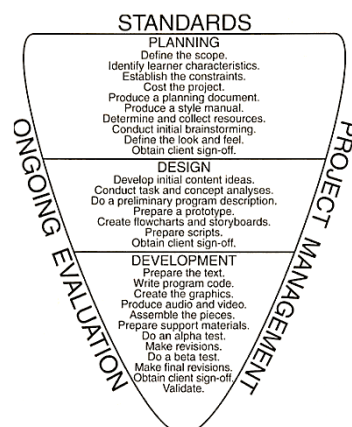 STANDARDS
PLANNING
Define the scope.
Identify learner characteristics.
Establish the constraints.
Cost the project.
Produce a planning document.
Produce a style manual.
Determine and collect resources.
Conduct initial brainstorming.
Define the look and feel.
Obtain client sign-off.
DESIGN
Develop initial content ideas.
Conduct task and concept analyses.
Do a preliminary program description.
Prepare a prototype.
Create flowcharts and storyboards.
Prepare scripts.
Obtain client sign-off.
DEVELOPMENT
Prepare the text.
Write program code.
Create the graphics.
Produce audio and video.
Assemble the pieces.
Prepare support materials.
Do an alpha test.
Make revisions.
Do a beta test.
Make final revisions.
Obtain client sign-off.
Validate.
ONGOING EVALUATION
PROJECT MANAGEMENT